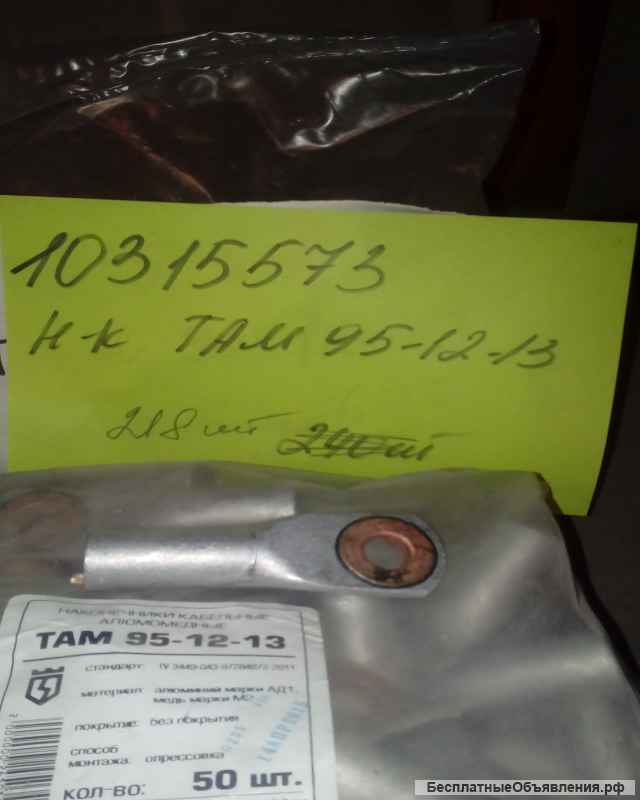 10315573
Н-к ТАМ 95-12-13
218 шт 240 шт
НАКОНЕЧНИКИ КАБЕЛЬНЫЕ
АЛЮМОМЕДНЫЕ
ТАМ 95-12-13
стандарт:
материал: алюминий марки АД1,
медь марки М2
покрытие: без покрытия
способ
монтажа: опрессовка
КОЛ-ВО: 50 шт.
БесплатныеОбъявления.рф